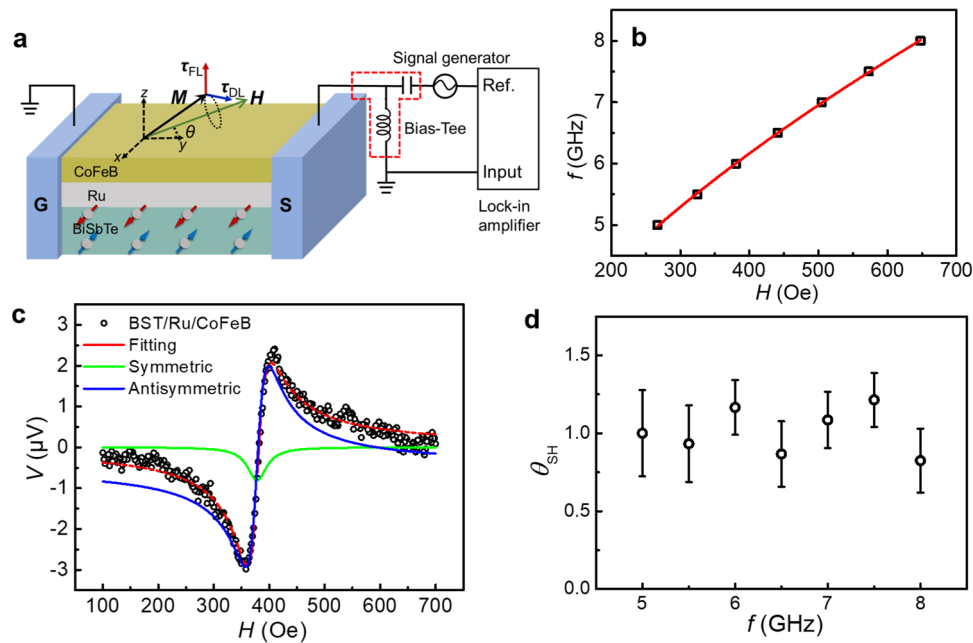 a
Signal generator
τFL
τDL
M
H
z
θ
y
x
Ref.
Bias-Tee
Input
CoFeB
Ru
BiSbTe
G
S
Lock-in
amplifier
b
8
7
6
5
f (GHz)
200 300 400 500 600 700
H (Oe)
c
BST/Ru/CoFeB
Fitting
Symmetric
Antisymmetric
3
2
1
0
-1
-2
-3
V (μV)
100 200 300 400 500 600 700
H (Oe)
d
1.5
1.0
0.5
0.0
θSH
5 6 7 8
f (GHz)